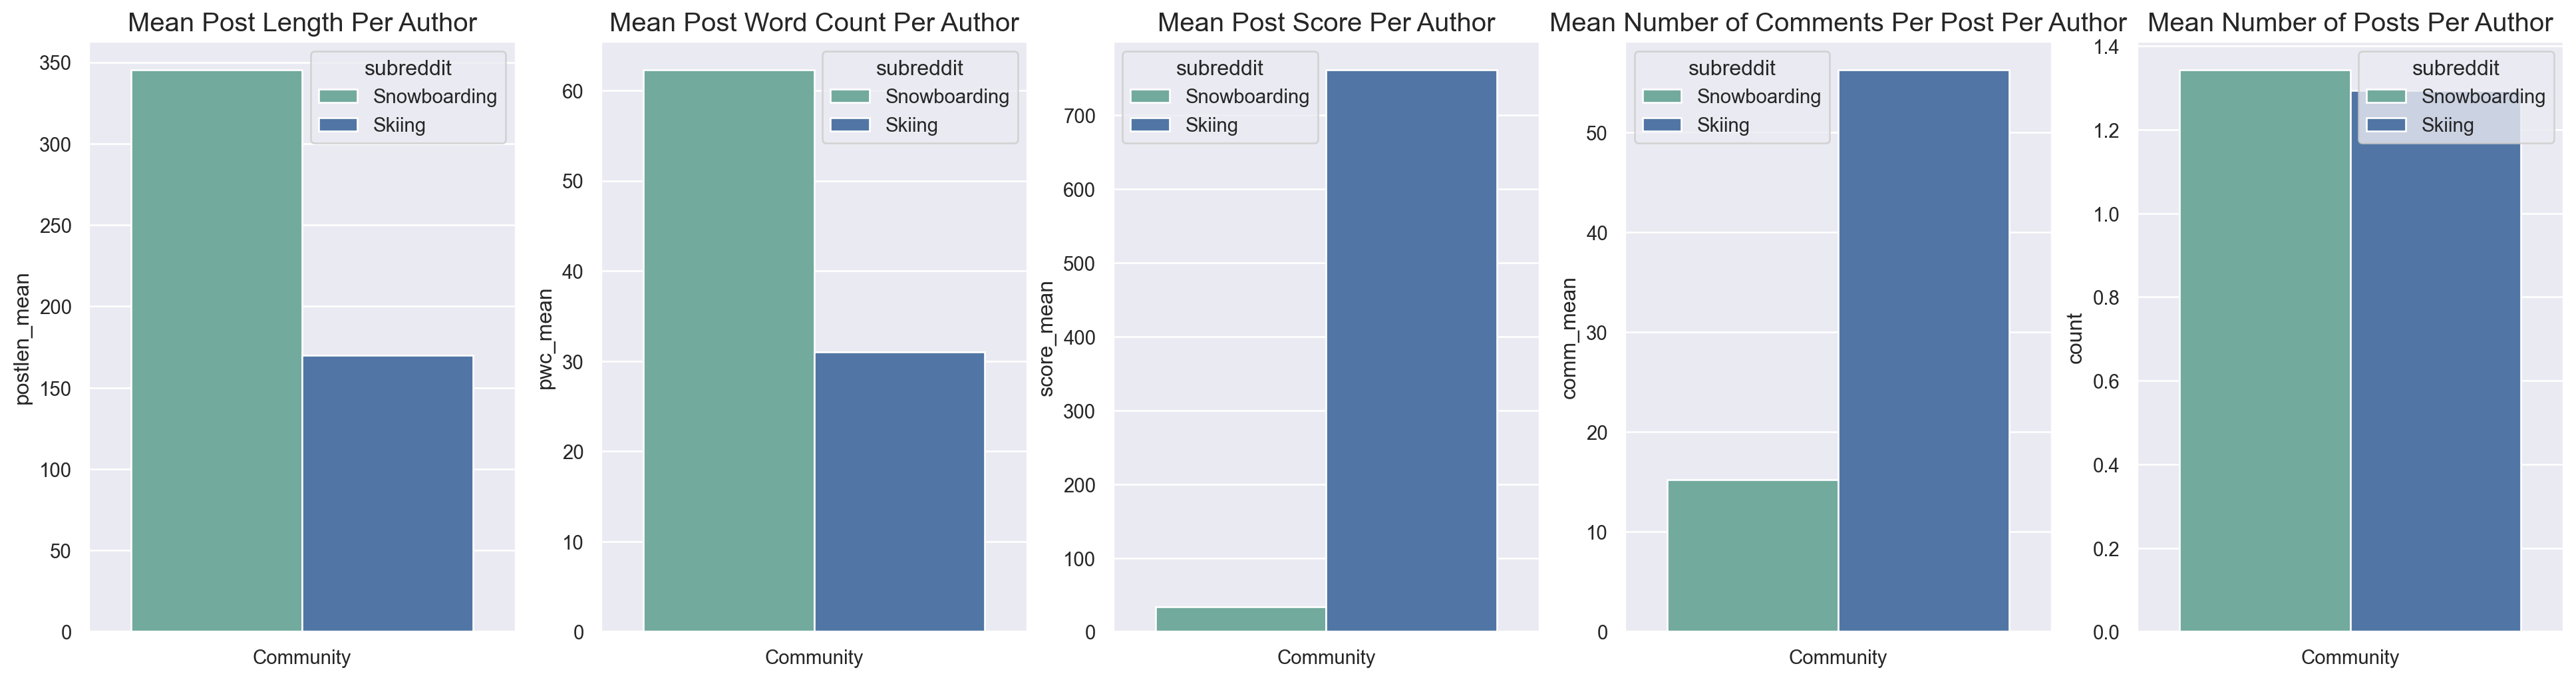 Mean Post Length Per Author
350
300
250
200
150
100
50
0
postlen_mean
subreddit
Snowboarding
Skiing
Community
Mean Post Word Count Per Author
60
50
40
30
20
10
0
pwc_mean
subreddit
Snowboarding
Skiing
Community
Mean Post Score Per Author
700
600
500
400
300
200
100
0
score_mean
subreddit
Snowboarding
Skiing
Community
Mean Number of Comments Per Post Per Author
50
40
30
20
10
0
comm_mean
subreddit
Snowboarding
Skiing
Community
Mean Number of Posts Per Author
1.4
1.2
1.0
0.8
0.6
0.4
0.2
0.0
count
subreddit
Snowboarding
Skiing
Community